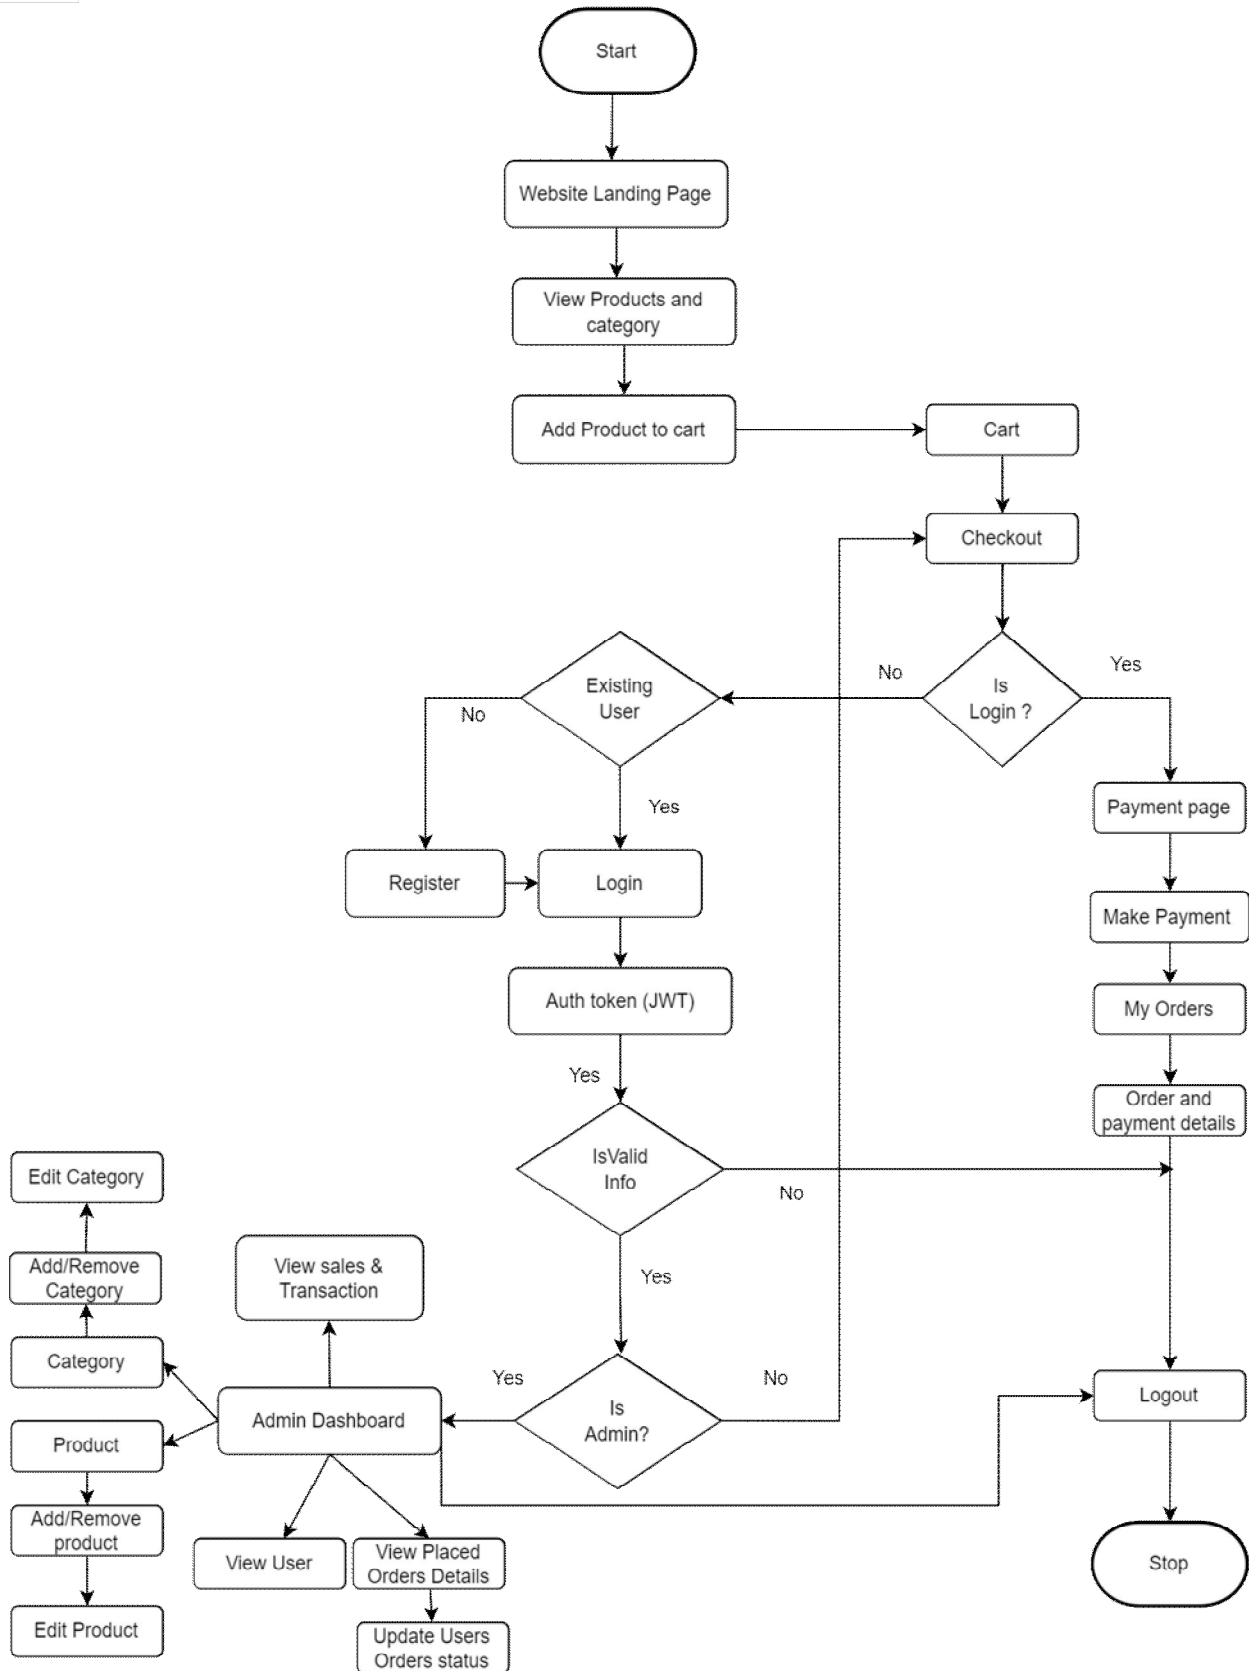 Start
Website Landing Page
View Products and
category
Add Product to cart
Cart
Checkout
Is
Login ?
No
Yes
Existing
User
No
Yes
Payment page
Register
Login
Make Payment
Auth token (JWT)
My Orders
Yes
Order and
payment details
IsValid
Info
No
Yes
Edit Category
Add/Remove
Category
Category
View sales &
Transaction
Yes
Is
Admin?
No
Admin Dashboard
Logout
Product
Add/Remove
product
Edit Product
View User
View Placed
Orders Details
Update Users
Orders status
Stop